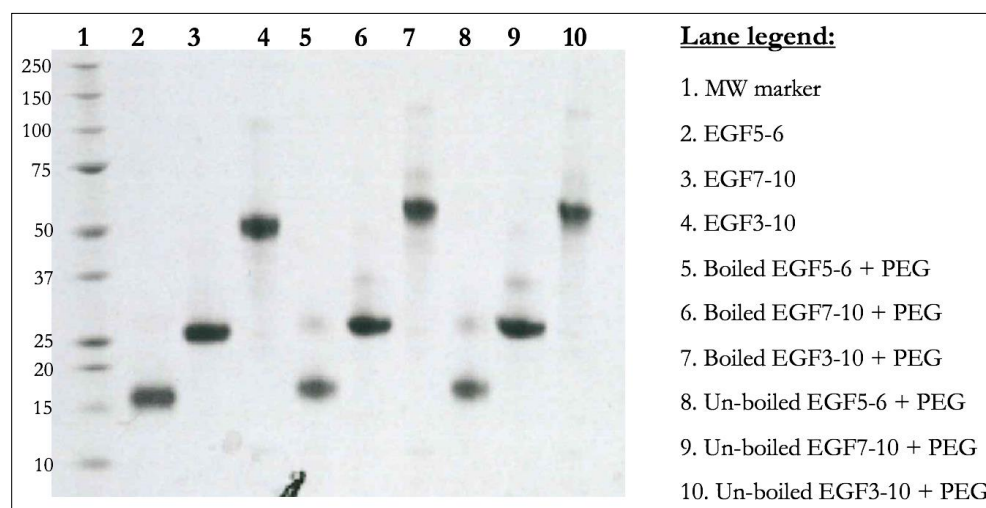 1 2 3 4 5 6 7 8 9 10
250
150
100
75
50
37
25
20
15
10
Lane legend:
1. MW marker
2. EGF5-6
3. EGF7-10
4. EGF3-10
5. Boiled EGF5-6 + PEG
6. Boiled EGF7-10 + PEG
7. Boiled EGF3-10 + PEG
8. Un-boiled EGF5-6 + PEG
9. Un-boiled EGF7-10 + PEG
10. Un-boiled EGF3-10 + PEG